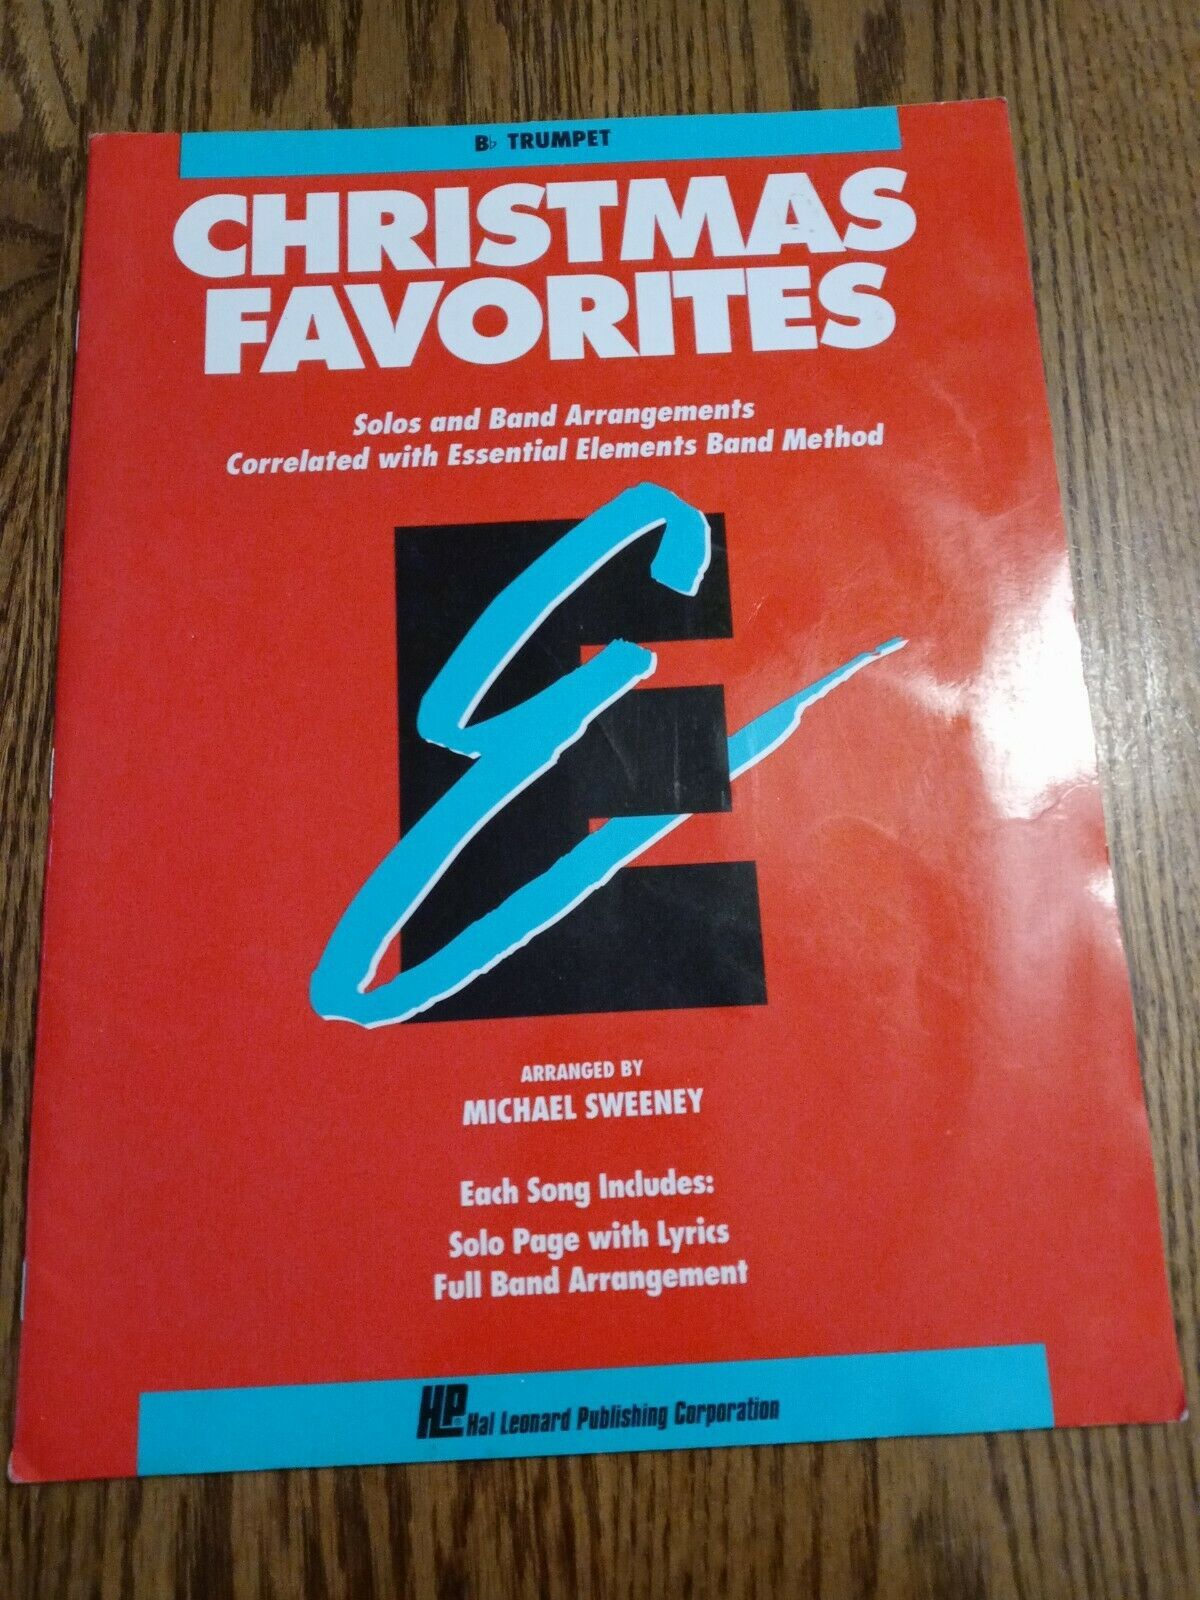 B♭ TRUMPET
CHRISTMAS
FAVORITES
Solos and Band Arrangements
Correlated with Essential Elements Band Method
E
ARRANGED BY
MICHAEL SWEENEY
Each Song Includes:
Solo Page with Lyrics
Full Band Arrangement
HL Hal Leonard Publishing Corporation